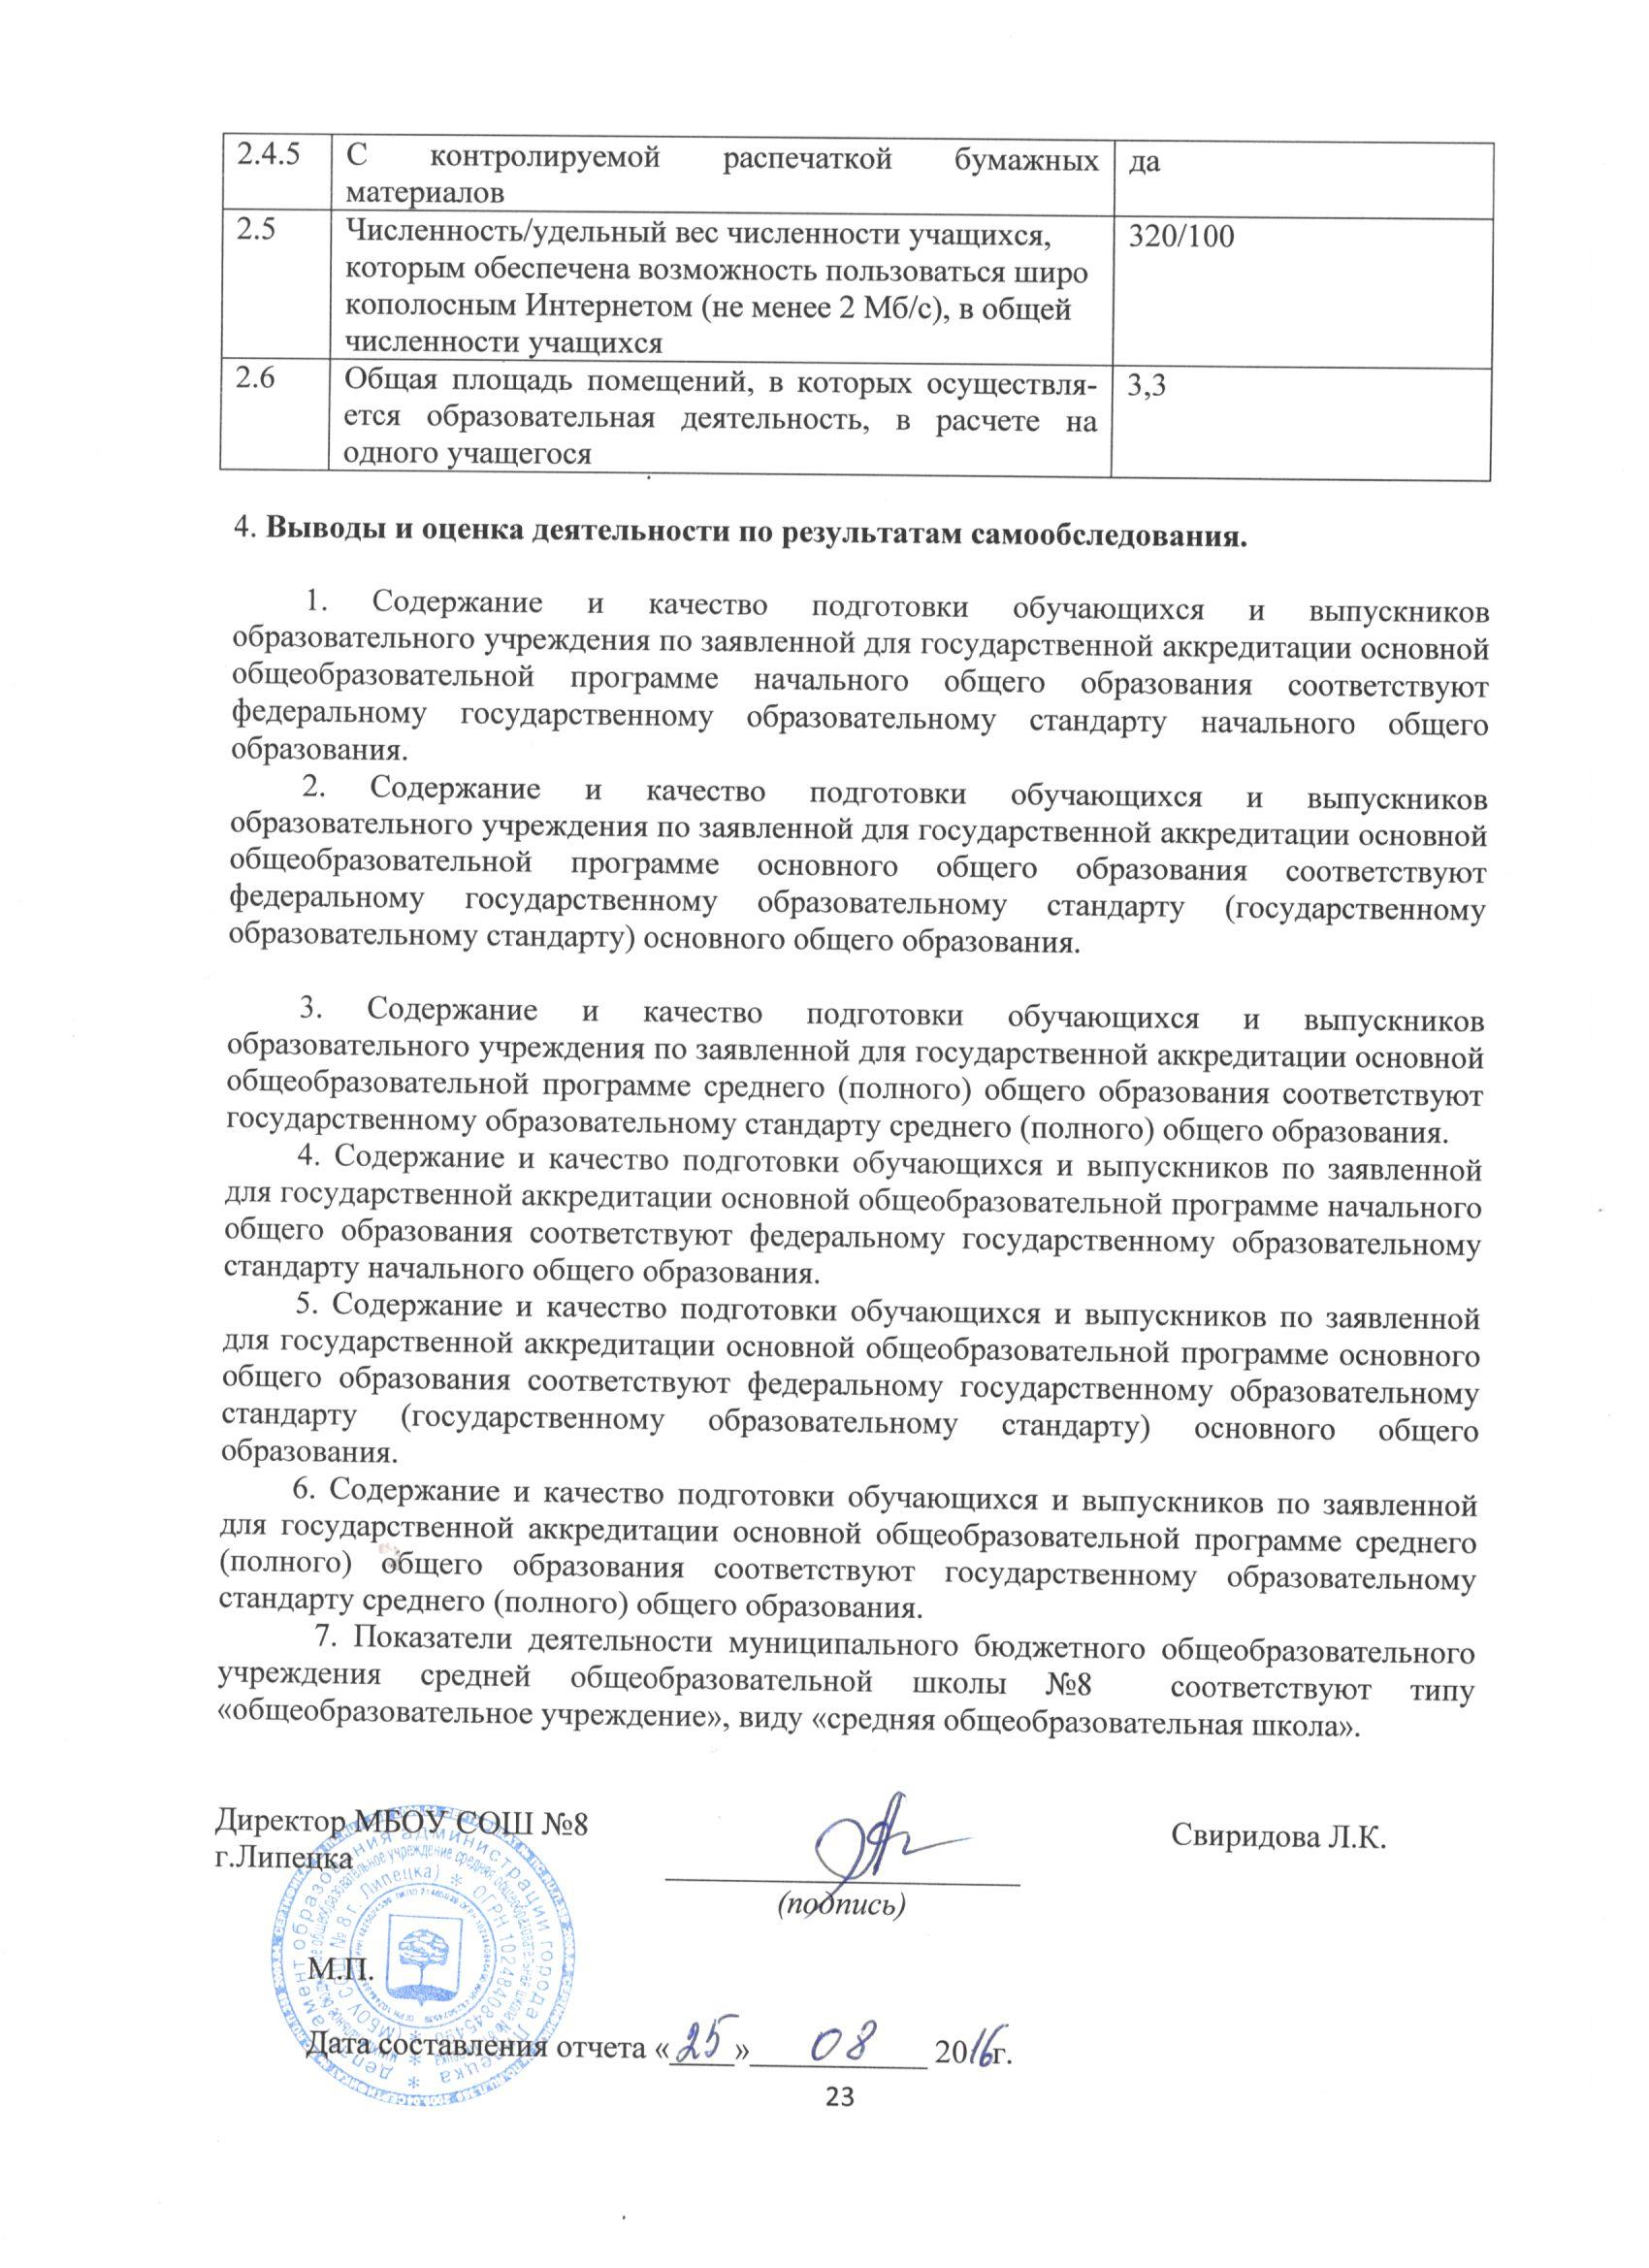 2.4.5 С контролируемой распечаткой бумажных да
материалов
2.5 Численность/удельный вес численности учащихся, 320/100
которым обеспечена возможность пользоваться широ
кополосным Интернетом (не менее 2 Мб/с), в общей
численности учащихся
2.6 Общая площадь помещений, в которых осуществля- 3,3
ется образовательная деятельность, в расчете на
одного учащегося
4. Выводы и оценка деятельности по результатам самообследования.
1. Содержание и качество подготовки обучающихся и выпускников
образовательного учреждения по заявленной для государственной аккредитации основной
общеобразовательной программе начального общего образования соответствуют
федеральному государственному образовательному стандарту начального общего
образования.
2. Содержание и качество подготовки обучающихся и выпускников
образовательного учреждения по заявленной для государственной аккредитации основной
общеобразовательной программе основного общего образования соответствуют
федеральному государственному образовательному стандарту (государственному
образовательному стандарту) основного общего образования.
3. Содержание и качество подготовки обучающихся и выпускников
образовательного учреждения по заявленной для государственной аккредитации основной
общеобразовательной программе среднего (полного) общего образования соответствуют
государственному образовательному стандарту среднего (полного) общего образования.
4. Содержание и качество подготовки обучающихся и выпускников по заявленной
для государственной аккредитации основной общеобразовательной программе начального
общего образования соответствуют федеральному государственному образовательному
стандарту начального общего образования.
5. Содержание и качество подготовки обучающихся и выпускников по заявленной
для государственной аккредитации основной общеобразовательной программе основного
общего образования соответствуют федеральному государственному образовательному
стандарту (государственному образовательному стандарту) основного общего
образования.
6. Содержание и качество подготовки обучающихся и выпускников по заявленной
для государственной аккредитации основной общеобразовательной программе среднего
(полного) общего образования соответствуют государственному образовательному
стандарту среднего (полного) общего образования.
7. Показатели деятельности муниципального бюджетного общеобразовательного
учреждения средней общеобразовательной школы №8 соответствуют типу
«общеобразовательное учреждение», виду «средняя общеобразовательная школа».
Директор МБОУ СОШ №8 Свиридова Л.К.
г.Липецка
(подпись)
департамент образования администрации города Липецка
(МБОУ СОШ № 8 г. Липецка) * ОГРН 1024840845490 *
М.П.
Дата составления отчета «25» 08 2016г.
23